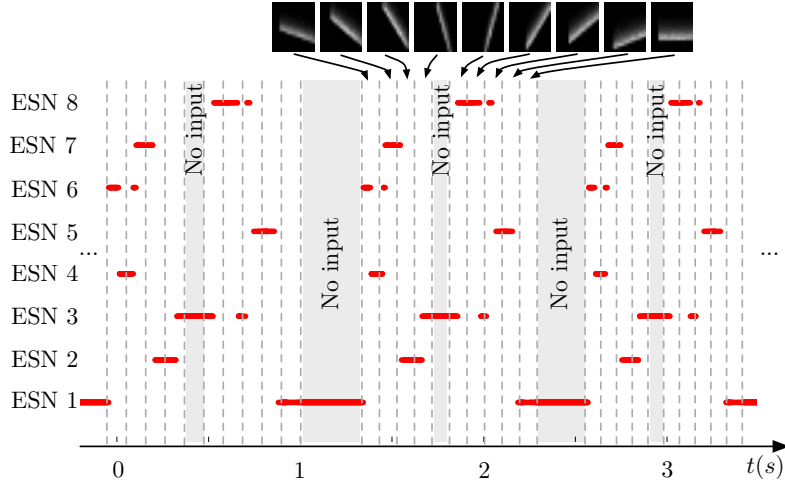 ESN 8
ESN 7
ESN 6
ESN 5
...
...
ESN 4
ESN 3
ESN 2
ESN 1
No input
No input
No input
No input
No input
0
1
2
3
t(s)